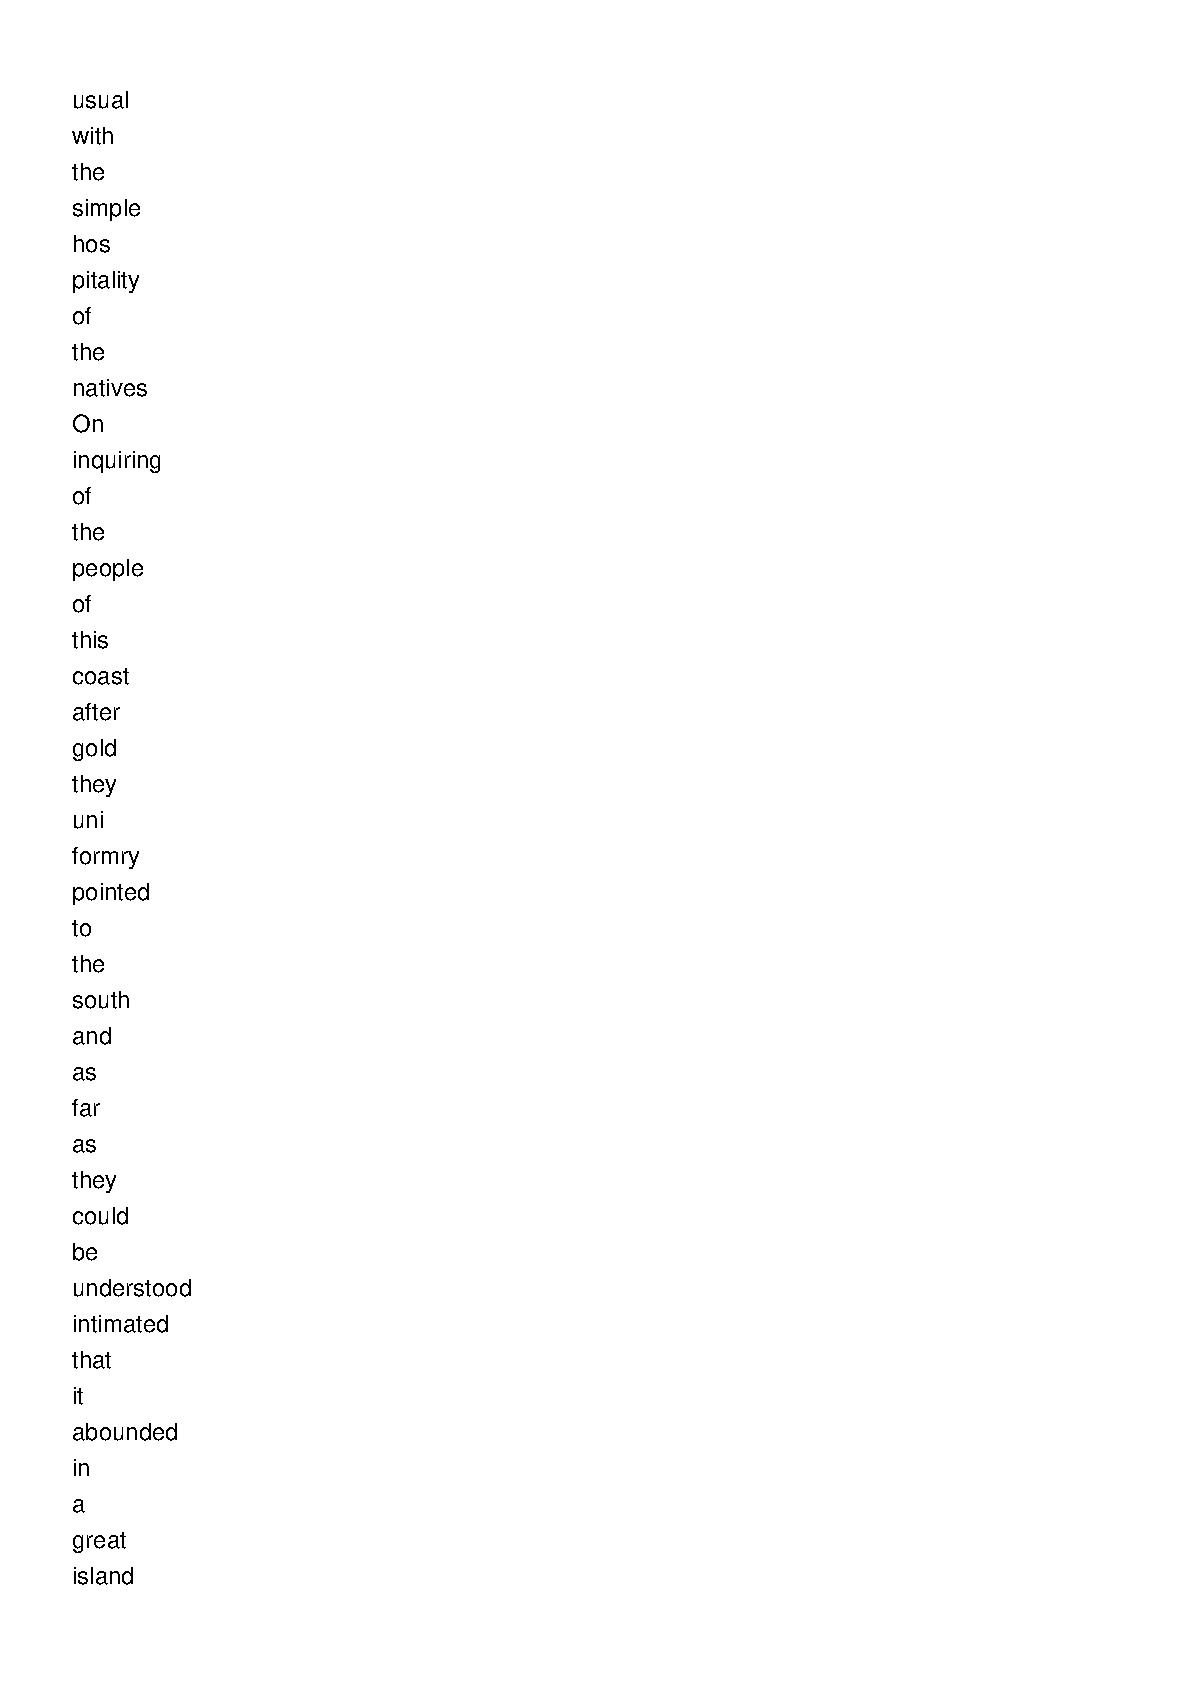 usual
with
the
simple
hos
pitality
of
the
natives
On
inquiring
of
the
people
of
this
coast
after
gold
they
uni
formry
pointed
to
the
south
and
as
far
as
they
could
be
understood
intimated
that
it
abounded
in
a
great
island